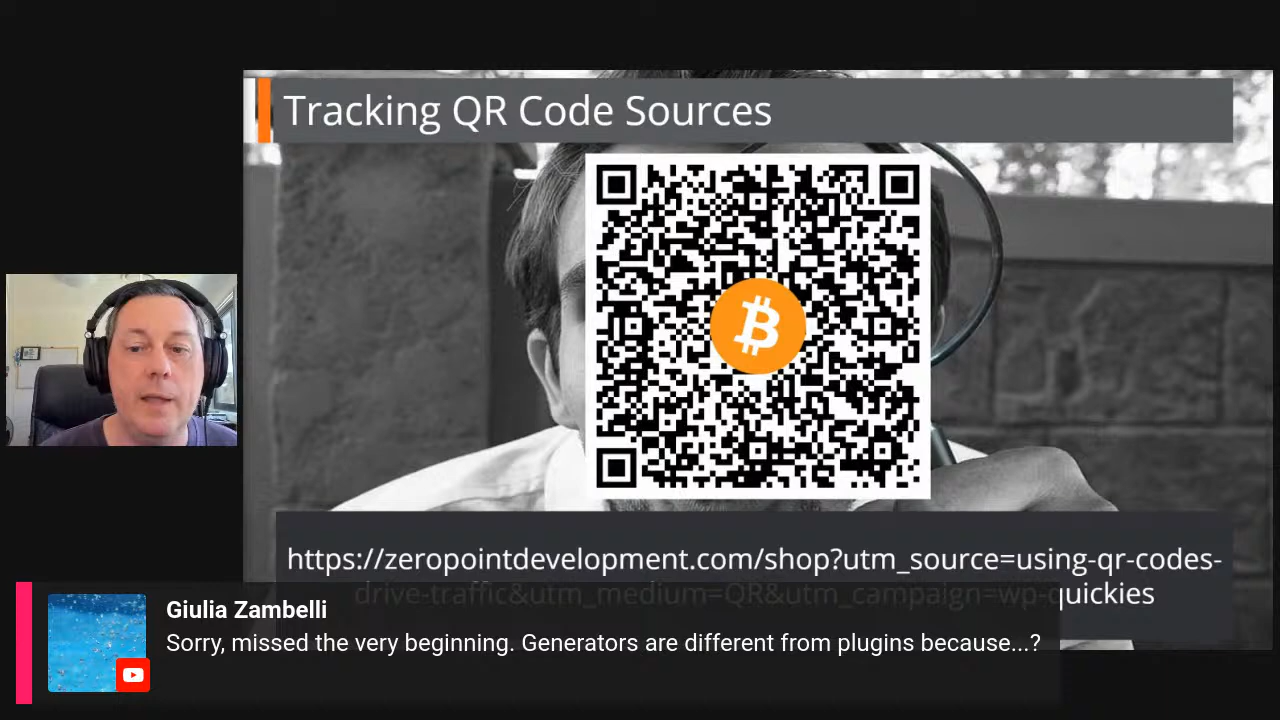 Tracking QR Code Sources
https://zeropointdevelopment.com/shop?utm_source=using-qr-codes-
drive-traffic&utm_medium=QR&utm_campaign=wp-quickies
Giulia Zambelli
Sorry, missed the very beginning. Generators are different from plugins because...?